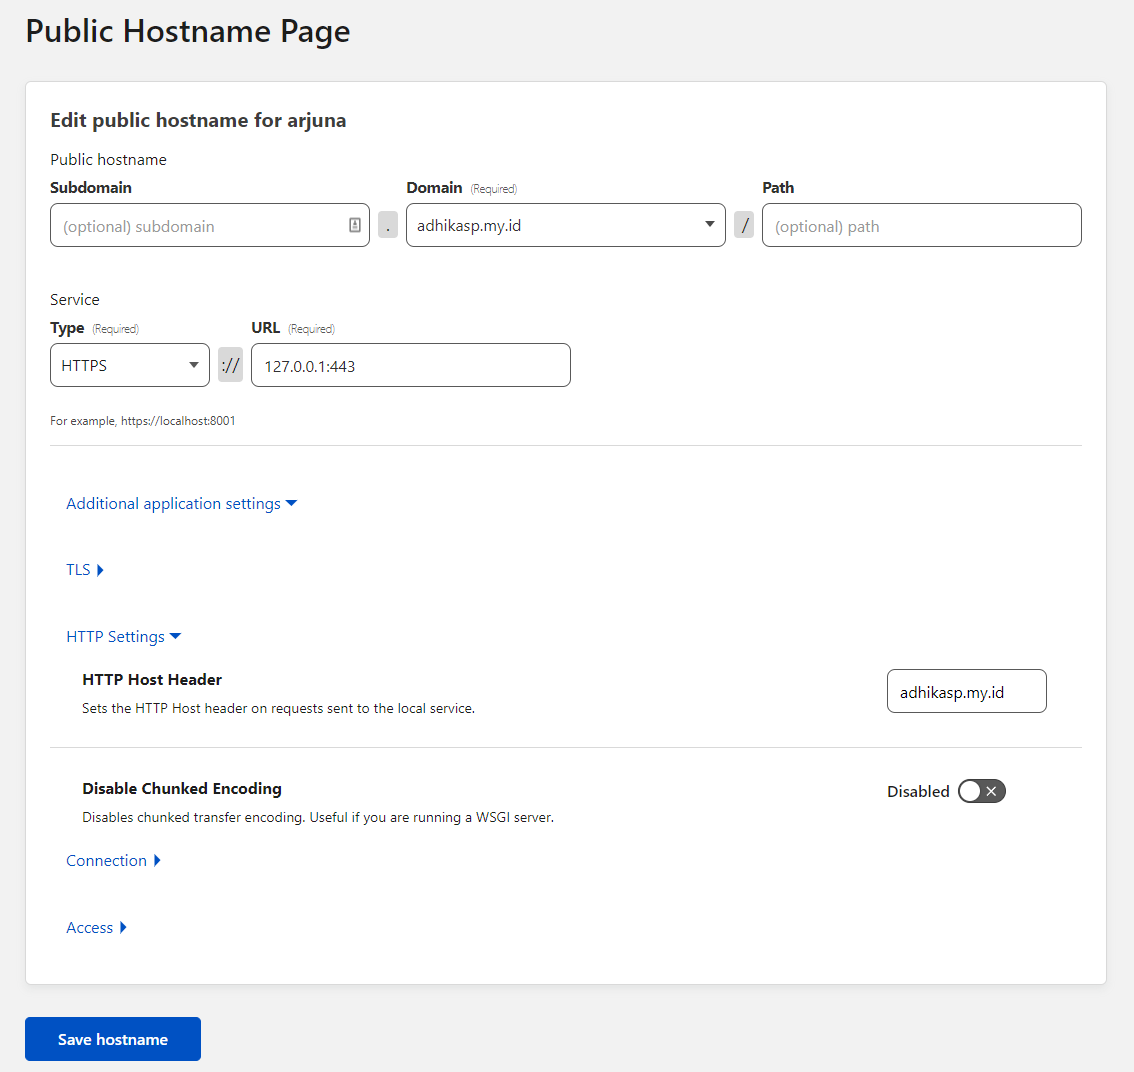 Public Hostname Page
Edit public hostname for arjuna
Public hostname
Subdomain
Domain (Required)
Path
(optional) subdomain
.
adhikasp.my.id
/
(optional) path
Service
Type (Required)
URL (Required)
HTTPS
://
127.0.0.1:443
For example, https://localhost:8001
Additional application settings
TLS
HTTP Settings
HTTP Host Header
Sets the HTTP Host header on requests sent to the local service.
adhikasp.my.id
Disable Chunked Encoding
Disables chunked transfer encoding. Useful if you are running a WSGI server.
Disabled
Connection
Access
Save hostname